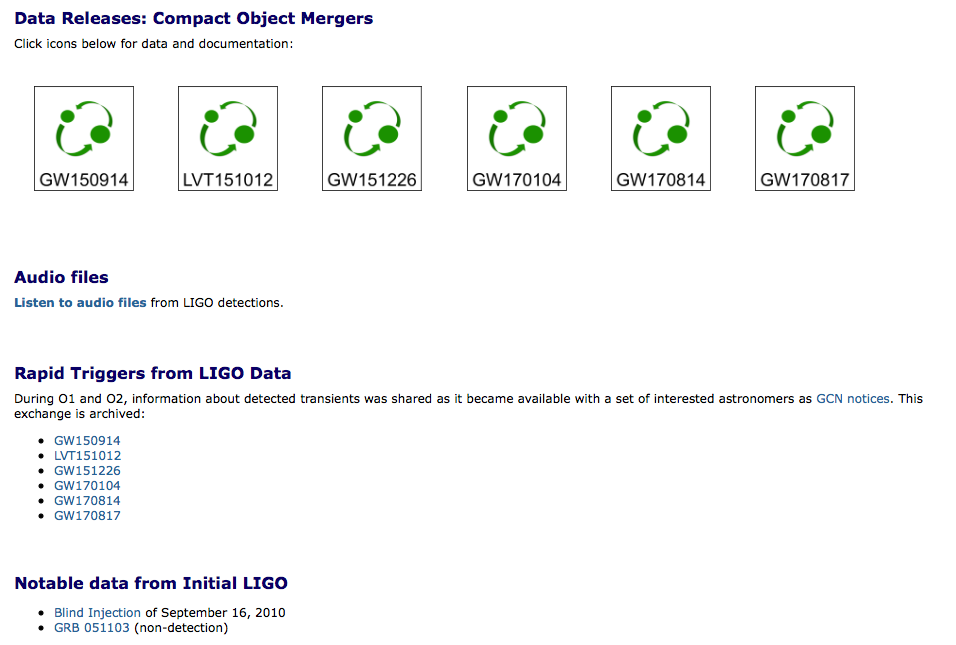 Data Releases: Compact Object Mergers
Click icons below for data and documentation:
GW150914
LVT151012
GW151226
GW170104
GW170814
GW170817
Audio files
Listen to audio files from LIGO detections.
Rapid Triggers from LIGO Data
During O1 and O2, information about detected transients was shared as it became available with a set of interested astronomers as GCN notices. This
exchange is archived:
GW150914
LVT151012
GW151226
GW170104
GW170814
GW170817
Notable data from Initial LIGO
Blind Injection of September 16, 2010
GRB 051103 (non-detection)